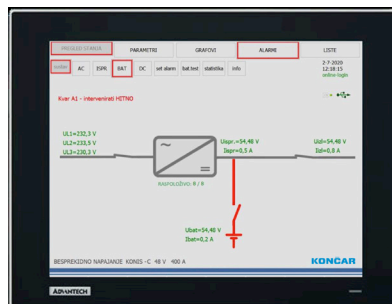 PREGLED STANJA PARAMETRI GRAFOVI ALARMI LISTE
online AC ISPR BAT DC set alarm bat.test statistika info
2-7-2020
12:18:15
online-login
Kvar A1 - intervenirati HITNO
UL1=232,3 V
UL2=233,5 V
UL3=230,3 V
Uispr.=54,48 V
Iispr=0,5 A
Uizl=54,48 V
Iizl=0,8 A
RASPOLOŽIVO: R / R
Ubat=54,48 V
Ibat=0,2 A
BESPREKIDNO NAPAJANJE KONIS - C 48 V 400 A
KONČAR
ADVANTECH